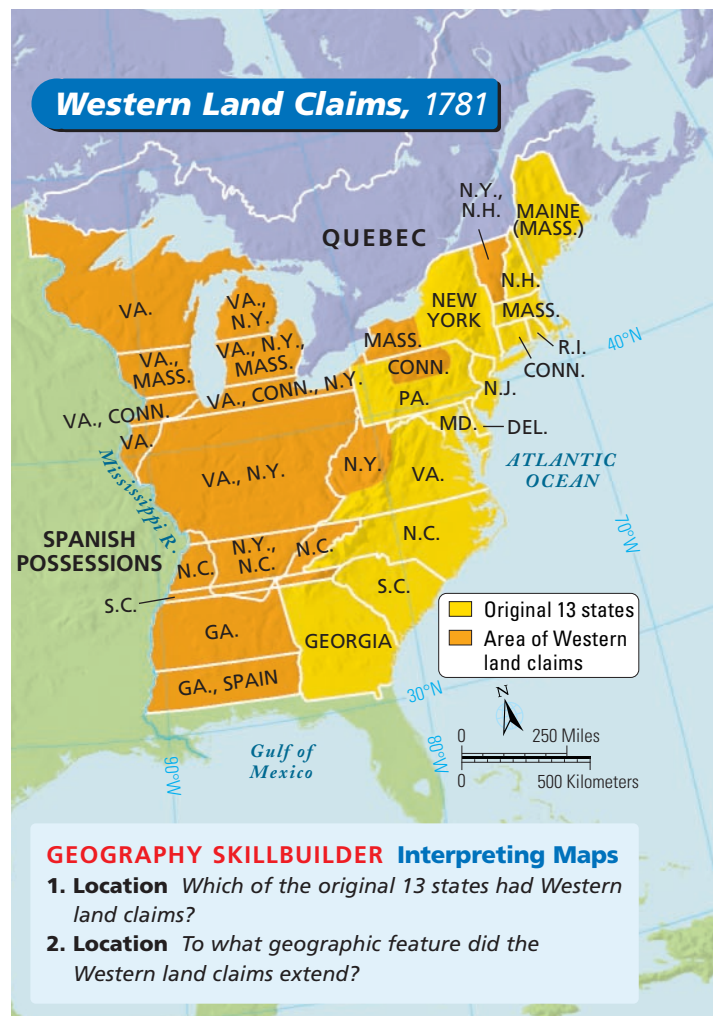 Western Land Claims, 1781
N.Y.,
N.H.
MAINE
(MASS.)
QUEBEC
N.H.
NEW
YORK
MASS.
VA.
VA.,
N.Y.
MASS.
R.I.
40°N
VA., N.Y.,
MASS.
VA.,
MASS.
CONN.
CONN.
VA., CONN., N.Y.
N.J.
PA.
VA., CONN.
MD.
DEL.
VA.
ATLANTIC
OCEAN
Mississippi R.
VA., N.Y.
N.Y.
VA.
70°W
SPANISH
POSSESSIONS
N.C.
N.Y.,
N.C.
N.C.
N.C.
S.C.
S.C.
Original 13 states
Area of Western
land claims
GA.
GEORGIA
GA., SPAIN
30°N
N
0 250 Miles
0 500 Kilometers
Gulf of
Mexico
90°W
80°W
GEOGRAPHY SKILLBUILDER Interpreting Maps
1. Location Which of the original 13 states had Western
land claims?
2. Location To what geographic feature did the
Western land claims extend?